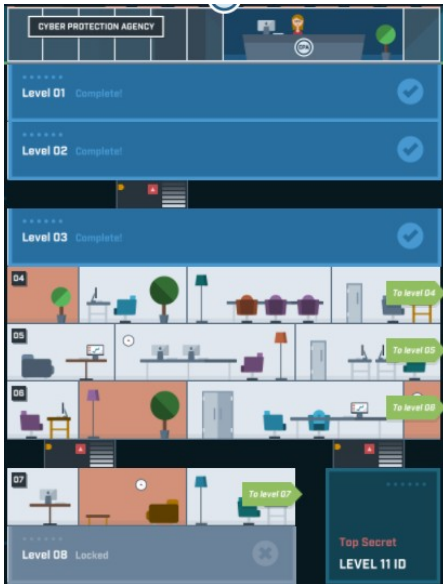 CYBER PROTECTION AGENCY
CPA
Level 01 Complete!
Level 02 Complete!
Level 03 Complete!
04
To level 04
05
To level 05
06
To level 06
07
To level 07
Level 08 Locked
Top Secret
LEVEL 11 ID